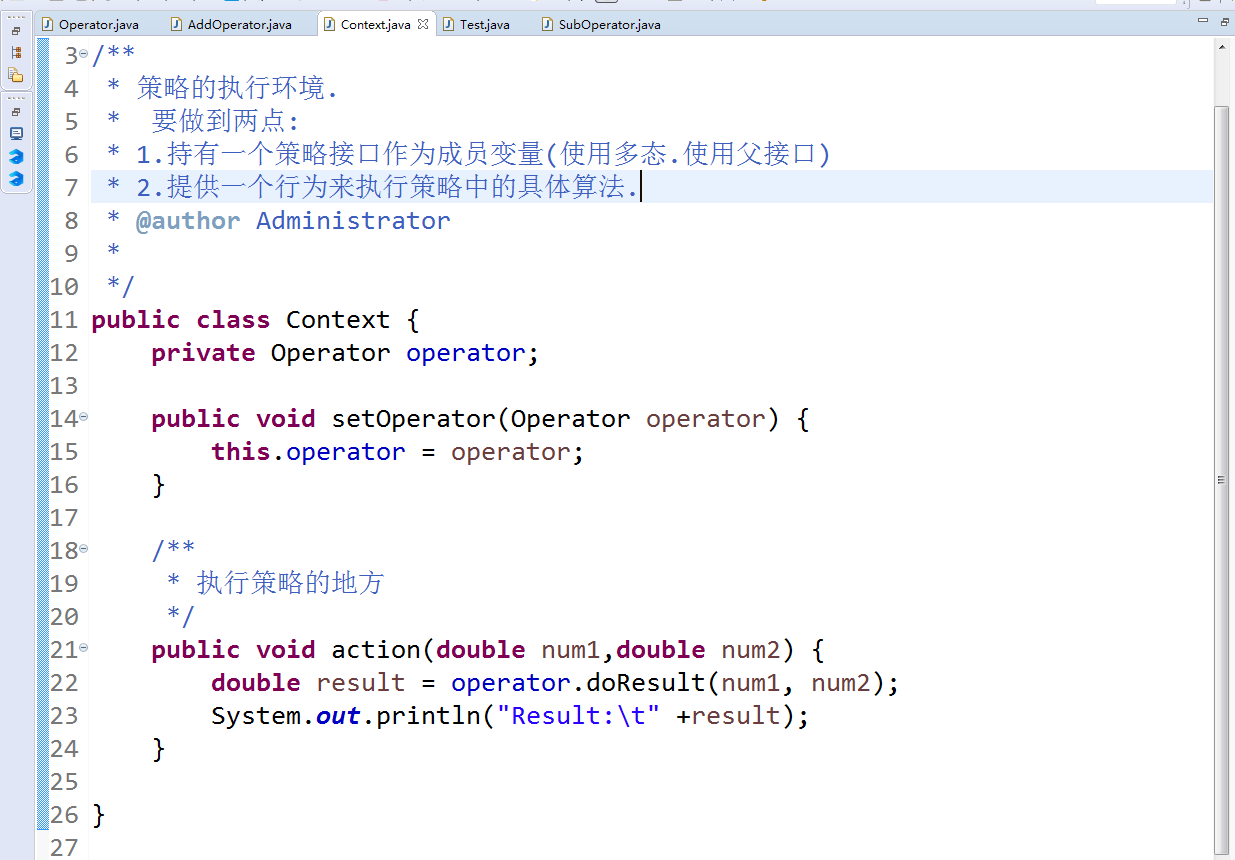 Operator.java AddOperator.java Context.java Test.java SubOperator.java
3 /**
4 * 策略的执行环境.
5 * 要做到两点:
6 * 1.持有一个策略接口作为成员变量(使用多态.使用父接口)
7 * 2.提供一个行为来执行策略中的具体算法.
8 * @author Administrator
9 *
10 */
11 public class Context {
12 private Operator operator;
13
14 public void setOperator(Operator operator) {
15 this.operator = operator;
16 }
17
18 /**
19 * 执行策略的地方
20 */
21 public void action(double num1,double num2) {
22 double result = operator.doResult(num1, num2);
23 System.out.println("Result:\t" +result);
24 }
25
26 }
27